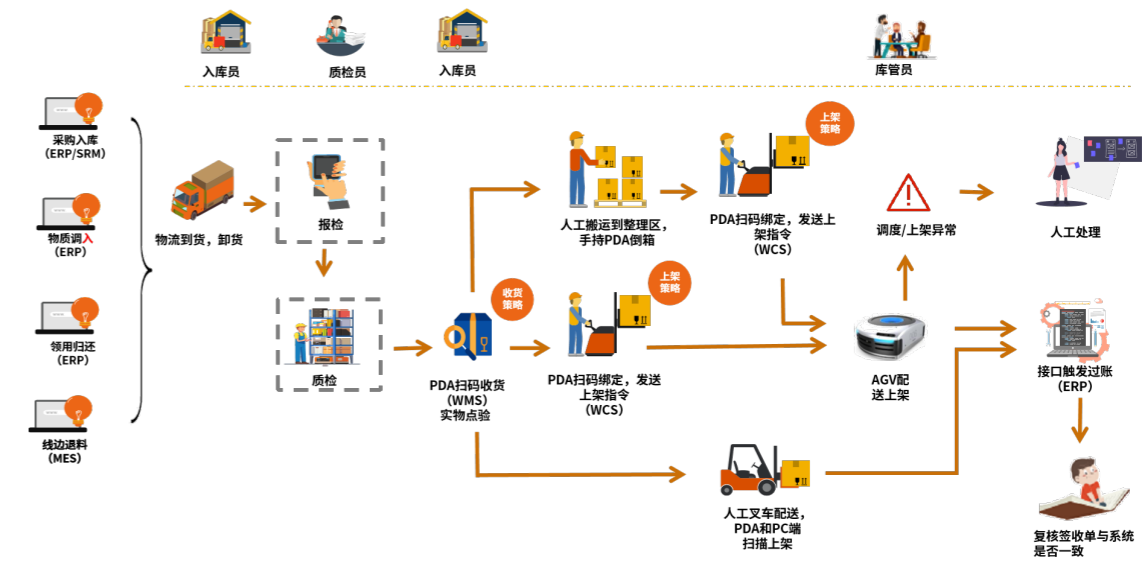 入库员
质检员
入库员
库管员
采购入库
（ERP/SRM）
物质调入
（ERP）
领用归还
（ERP）
线边退料
（MES）
物流到货，卸货
报检
质检
收货
策略
PDA扫码收货
（WMS）
实物点验
人工搬运到整理区，
手持PDA倒箱
上架
策略
PDA扫码绑定，发送上
架指令
（WCS）
上架
策略
PDA扫码绑定，发送
上架指令
（WCS）
人工叉车配送，
PDA和PC端
扫描上架
调度/上架异常
AGV配
送上架
人工处理
接口触发过账
（ERP）
复核签收单与系统
是否一致